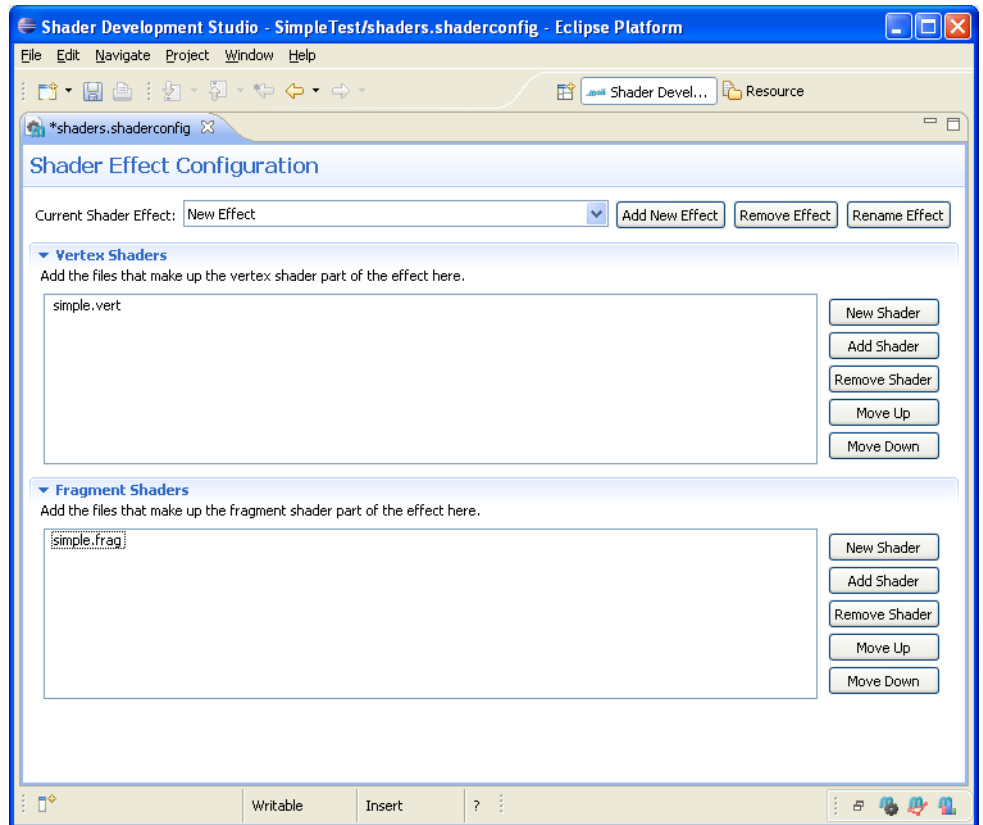 Shader Development Studio - SimpleTest/shaders.shaderconfig - Eclipse Platform
File Edit Navigate Project Window Help
Shader Devel... Resource
*shaders.shaderconfig
Shader Effect Configuration
Current Shader Effect: New Effect Add New Effect Remove Effect Rename Effect
Vertex Shaders
Add the files that make up the vertex shader part of the effect here.
simple.vert
New Shader
Add Shader
Remove Shader
Move Up
Move Down
Fragment Shaders
Add the files that make up the fragment shader part of the effect here.
simple.frag
New Shader
Add Shader
Remove Shader
Move Up
Move Down
Writable Insert ?